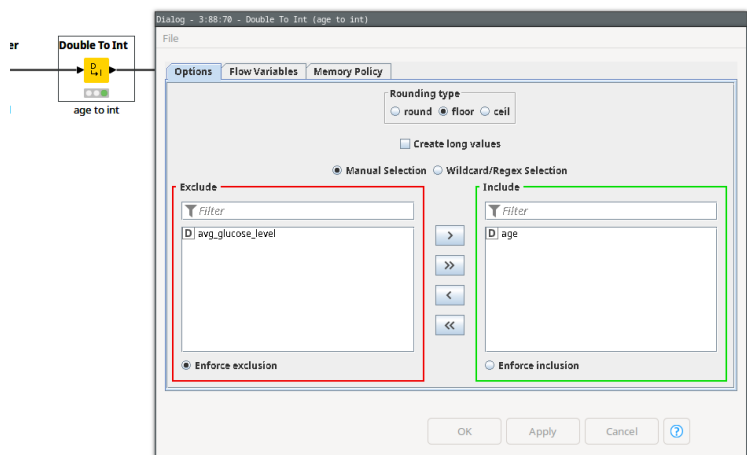 Dialog - 3:88:70 - Double To Int (age to int)
File
er
Double To Int
D
I
age to int
Options
Flow Variables
Memory Policy
Rounding type
round
floor
ceil
Create long values
Manual Selection
Wildcard/Regex Selection
Exclude
Include
Filter
Filter
D avg_glucose_level
D age
>
>>
<
<<
Enforce exclusion
Enforce inclusion
OK
Apply
Cancel
?